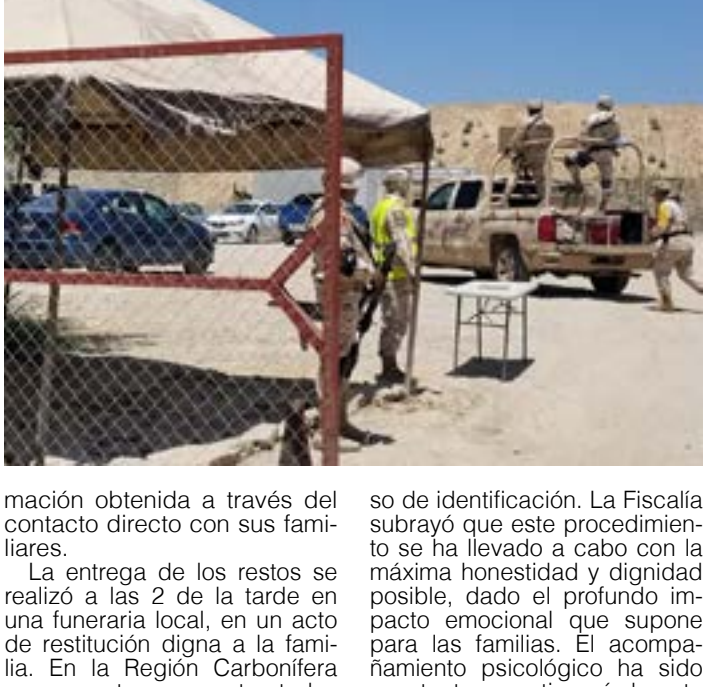 mación obtenida a través del
contacto directo con sus fami-
liares.
La entrega de los restos se
realizó a las 2 de la tarde en
una funeraria local, en un acto
de restitución digna a la fami-
lia. En la Región Carbonífera
so de identificación. La Fiscalía
subrayó que este procedimien-
to se ha llevado a cabo con la
máxima honestidad y dignidad
posible, dado el profundo im-
pacto emocional que supone
para las familias. El acompa-
ñamiento psicológico ha sido